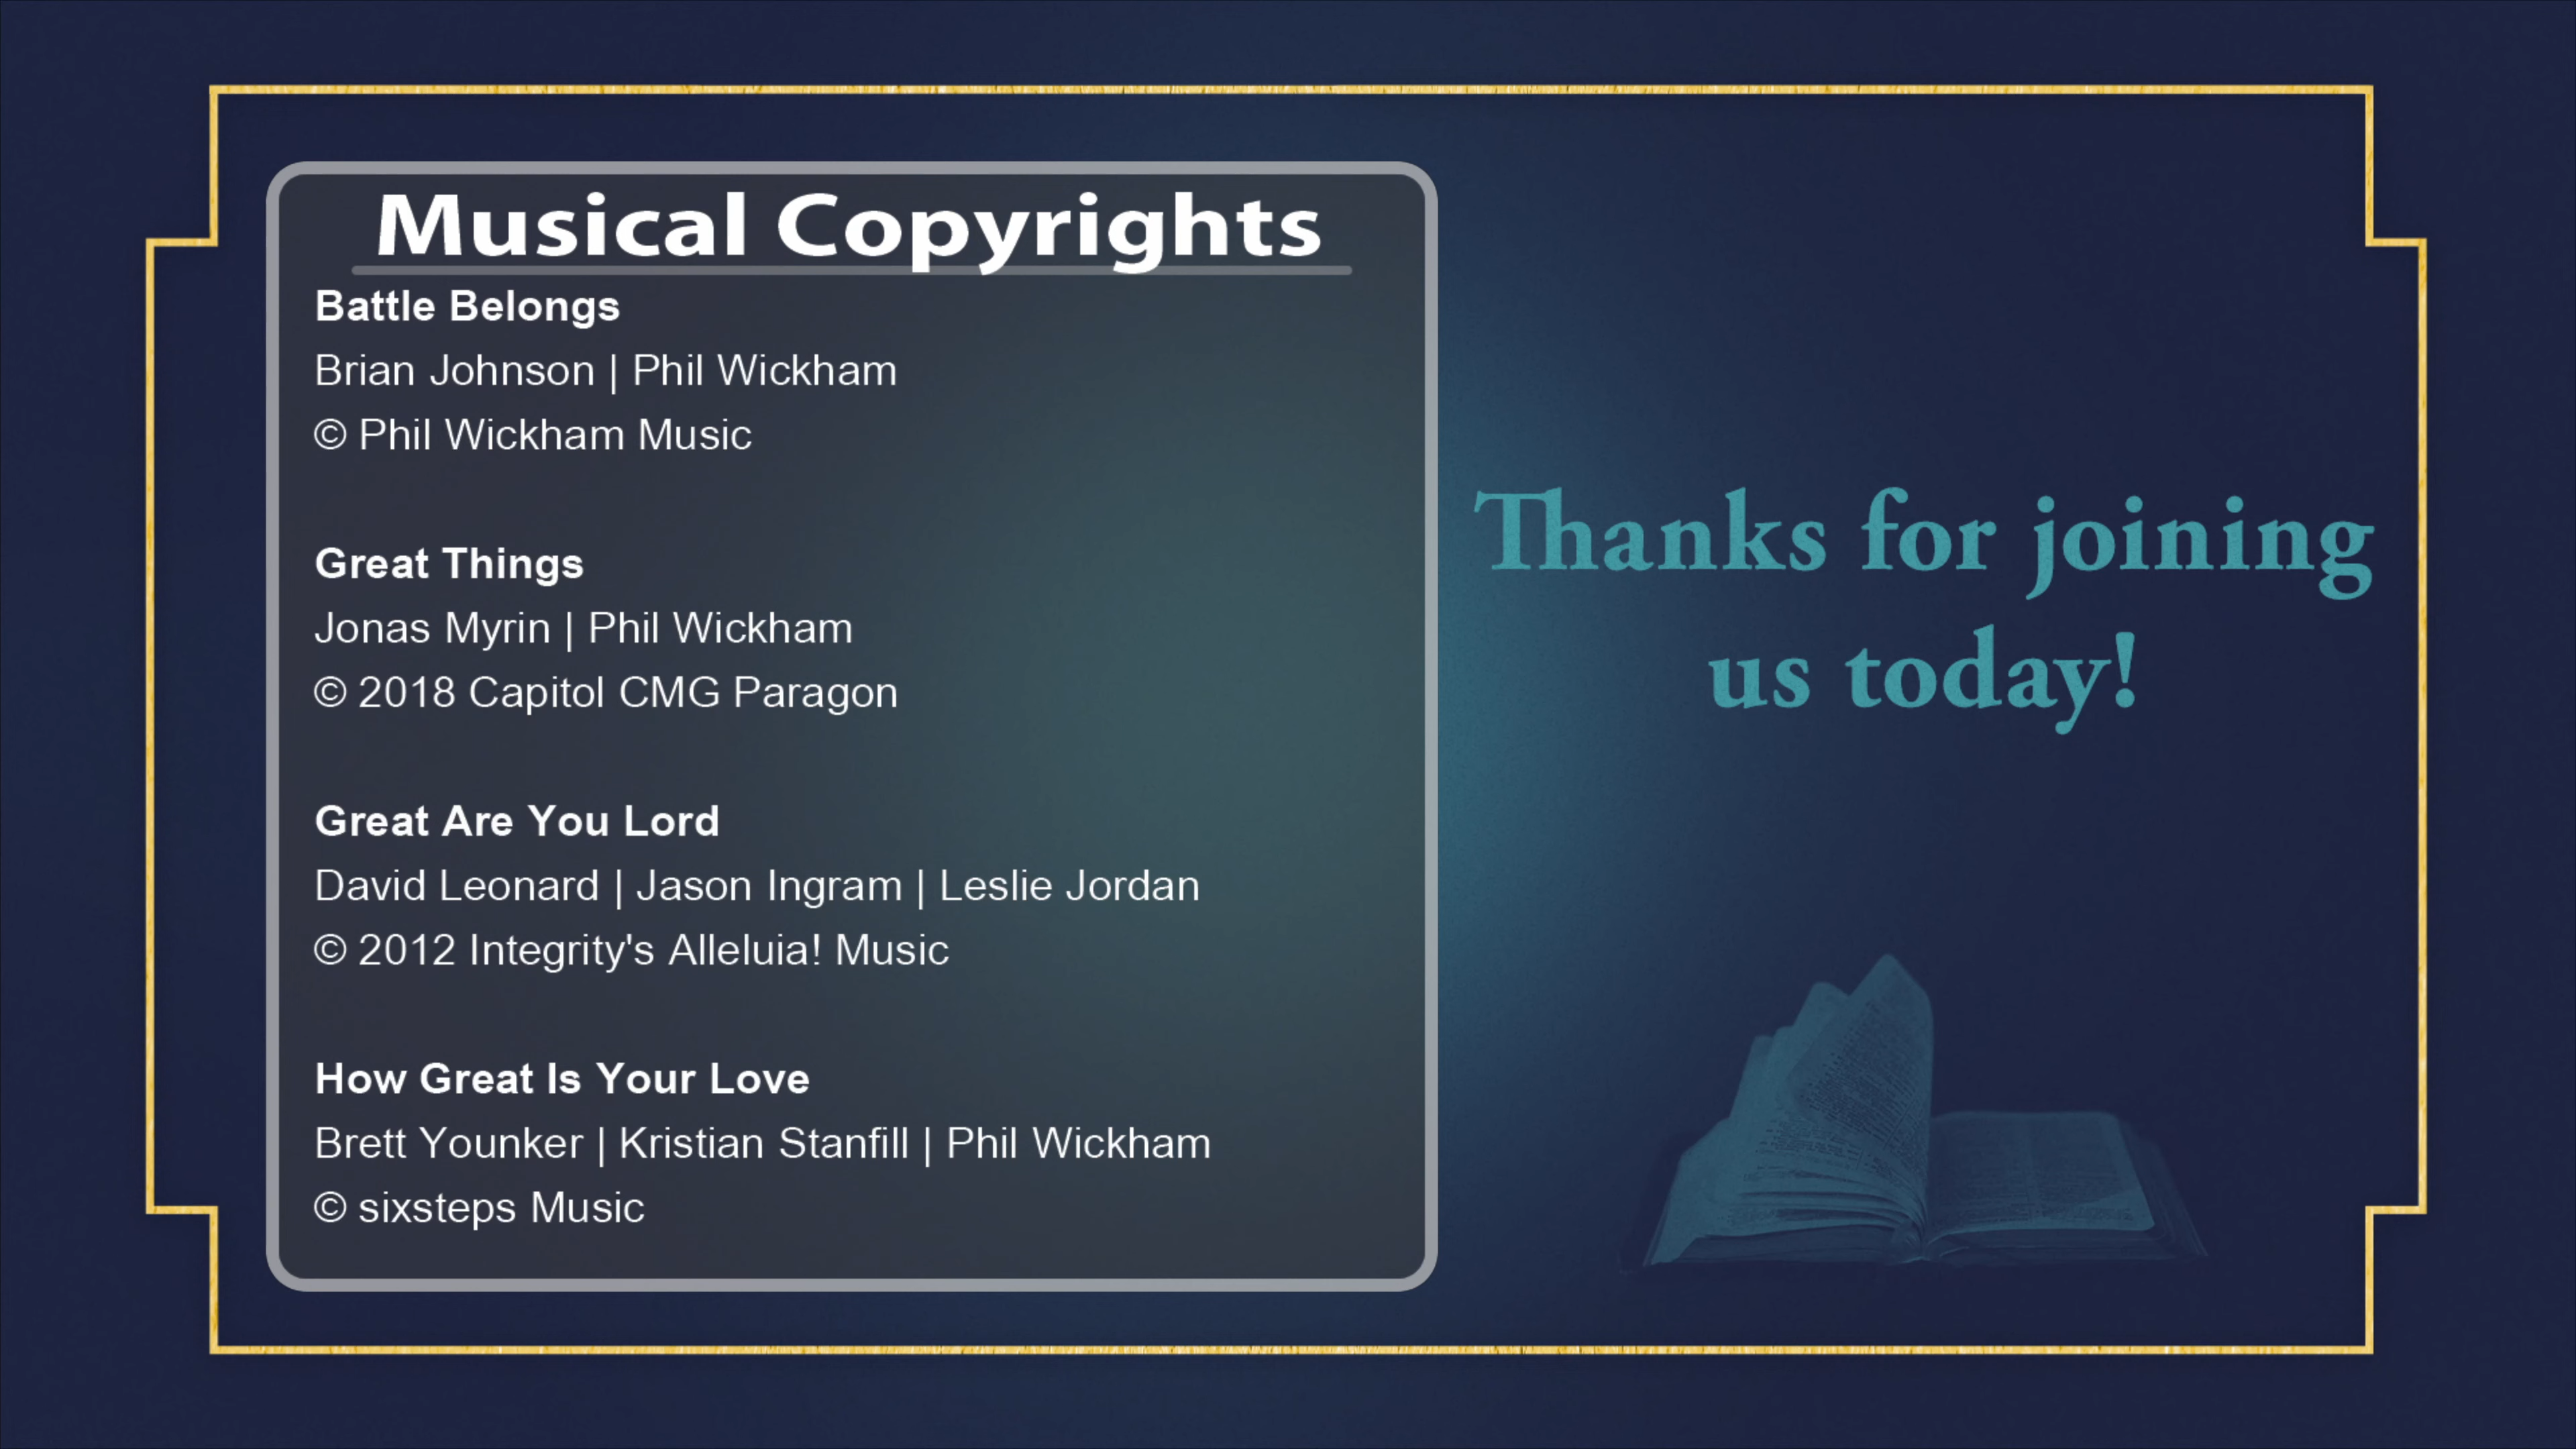 Musical Copyrights
Battle Belongs
Brian Johnson | Phil Wickham
© Phil Wickham Music
Great Things
Jonas Myrin | Phil Wickham
© 2018 Capitol CMG Paragon
Great Are You Lord
David Leonard | Jason Ingram | Leslie Jordan
© 2012 Integrity's Alleluia! Music
How Great Is Your Love
Brett Younker | Kristian Stanfill | Phil Wickham
© sixsteps Music
Thanks for joining
us today!